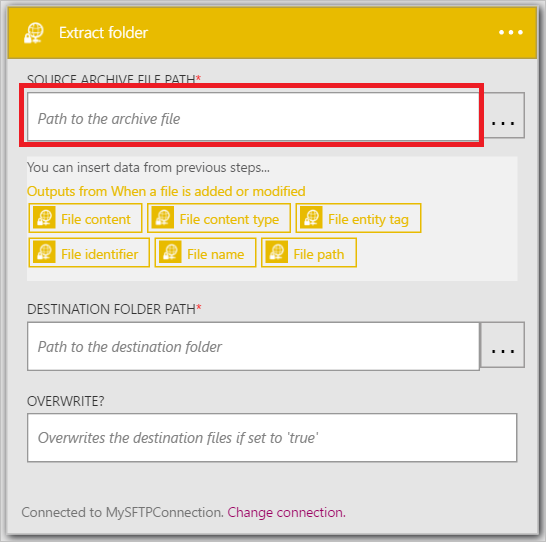 Extract folder
SOURCE ARCHIVE FILE PATH*
Path to the archive file
...
You can insert data from previous steps...
Outputs from When a file is added or modified
File content File content type File entity tag
File identifier File name File path
DESTINATION FOLDER PATH*
Path to the destination folder
...
OVERWRITE?
Overwrites the destination files if set to 'true'
Connected to MySFTPConnection. Change connection.